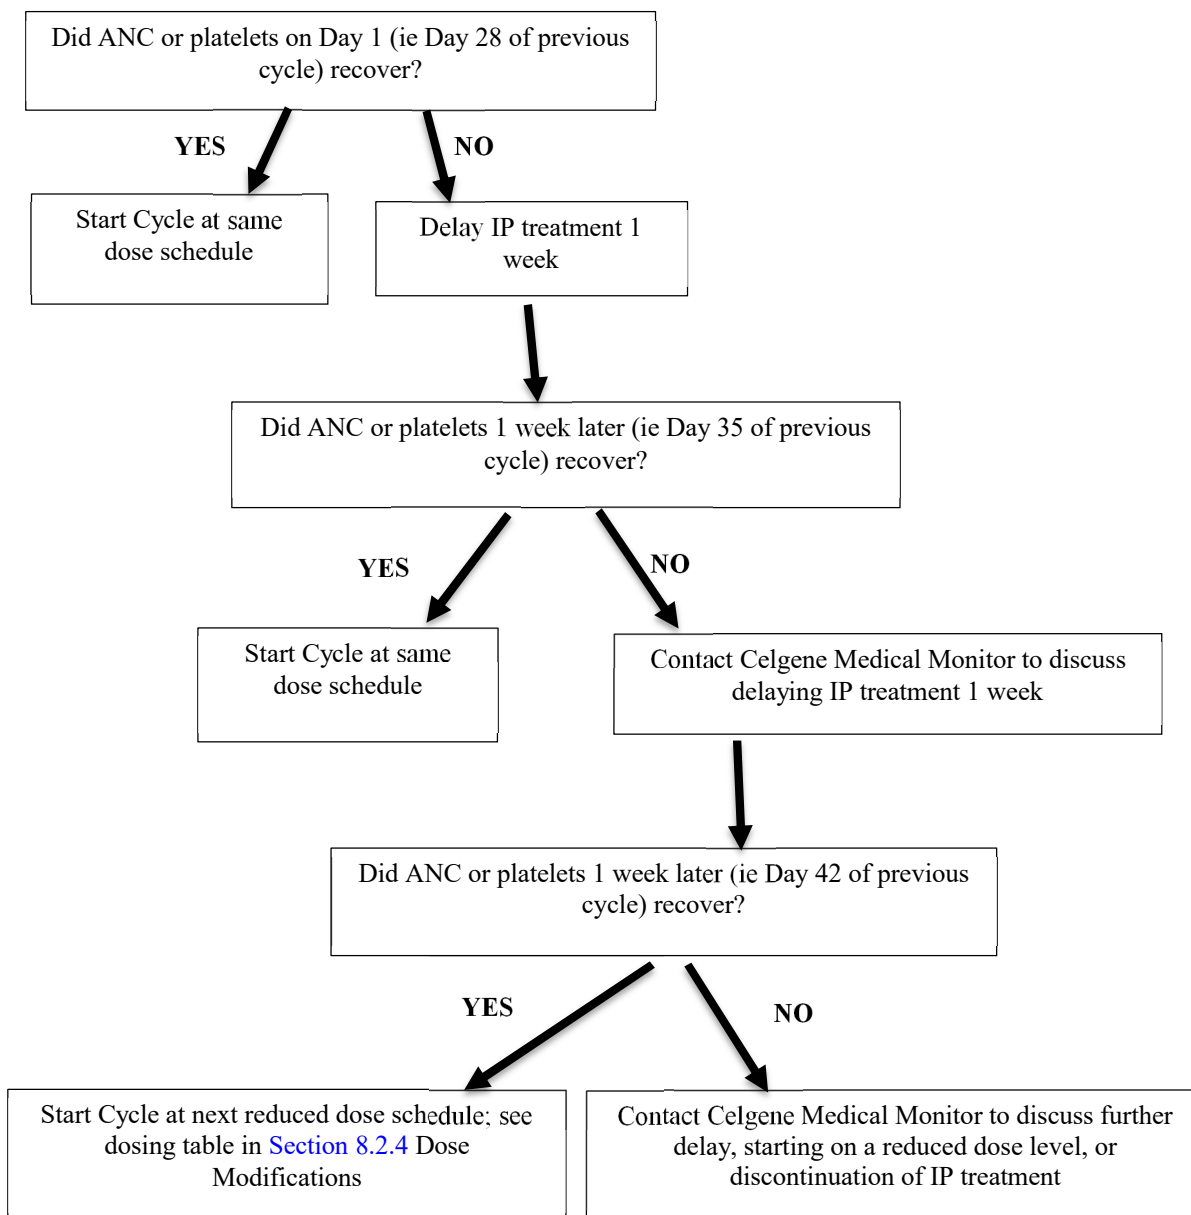 Did ANC or platelets on Day 1 (ie Day 28 of previous
cycle) recover?
YES
NO
Start Cycle at same
dose schedule
Delay IP treatment 1
week
Did ANC or platelets 1 week later (ie Day 35 of previous
cycle) recover?
YES
NO
Start Cycle at same
dose schedule
Contact Celgene Medical Monitor to discuss
delaying IP treatment 1 week
Did ANC or platelets 1 week later (ie Day 42 of previous
cycle) recover?
YES
NO
Start Cycle at next reduced dose schedule; see
dosing table in Section 8.2.4 Dose
Modifications
Contact Celgene Medical Monitor to discuss further
delay, starting on a reduced dose level, or
discontinuation of IP treatment